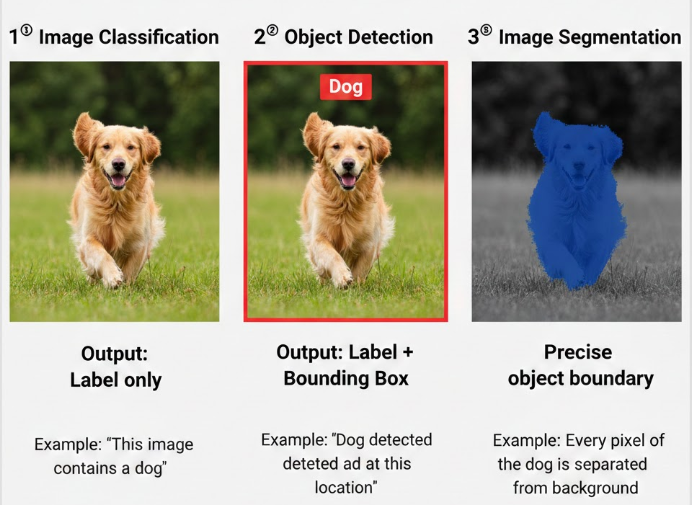 1① Image Classification
2② Object Detection
3⑤ Image Segmentation
Dog
Output:
Label only
Output: Label +
Bounding Box
Precise
object boundary
Example: "This image
contains a dog"
Example: "Dog detected
deteted ad at this
location"
Example: Every pixel of
the dog is separated
from background